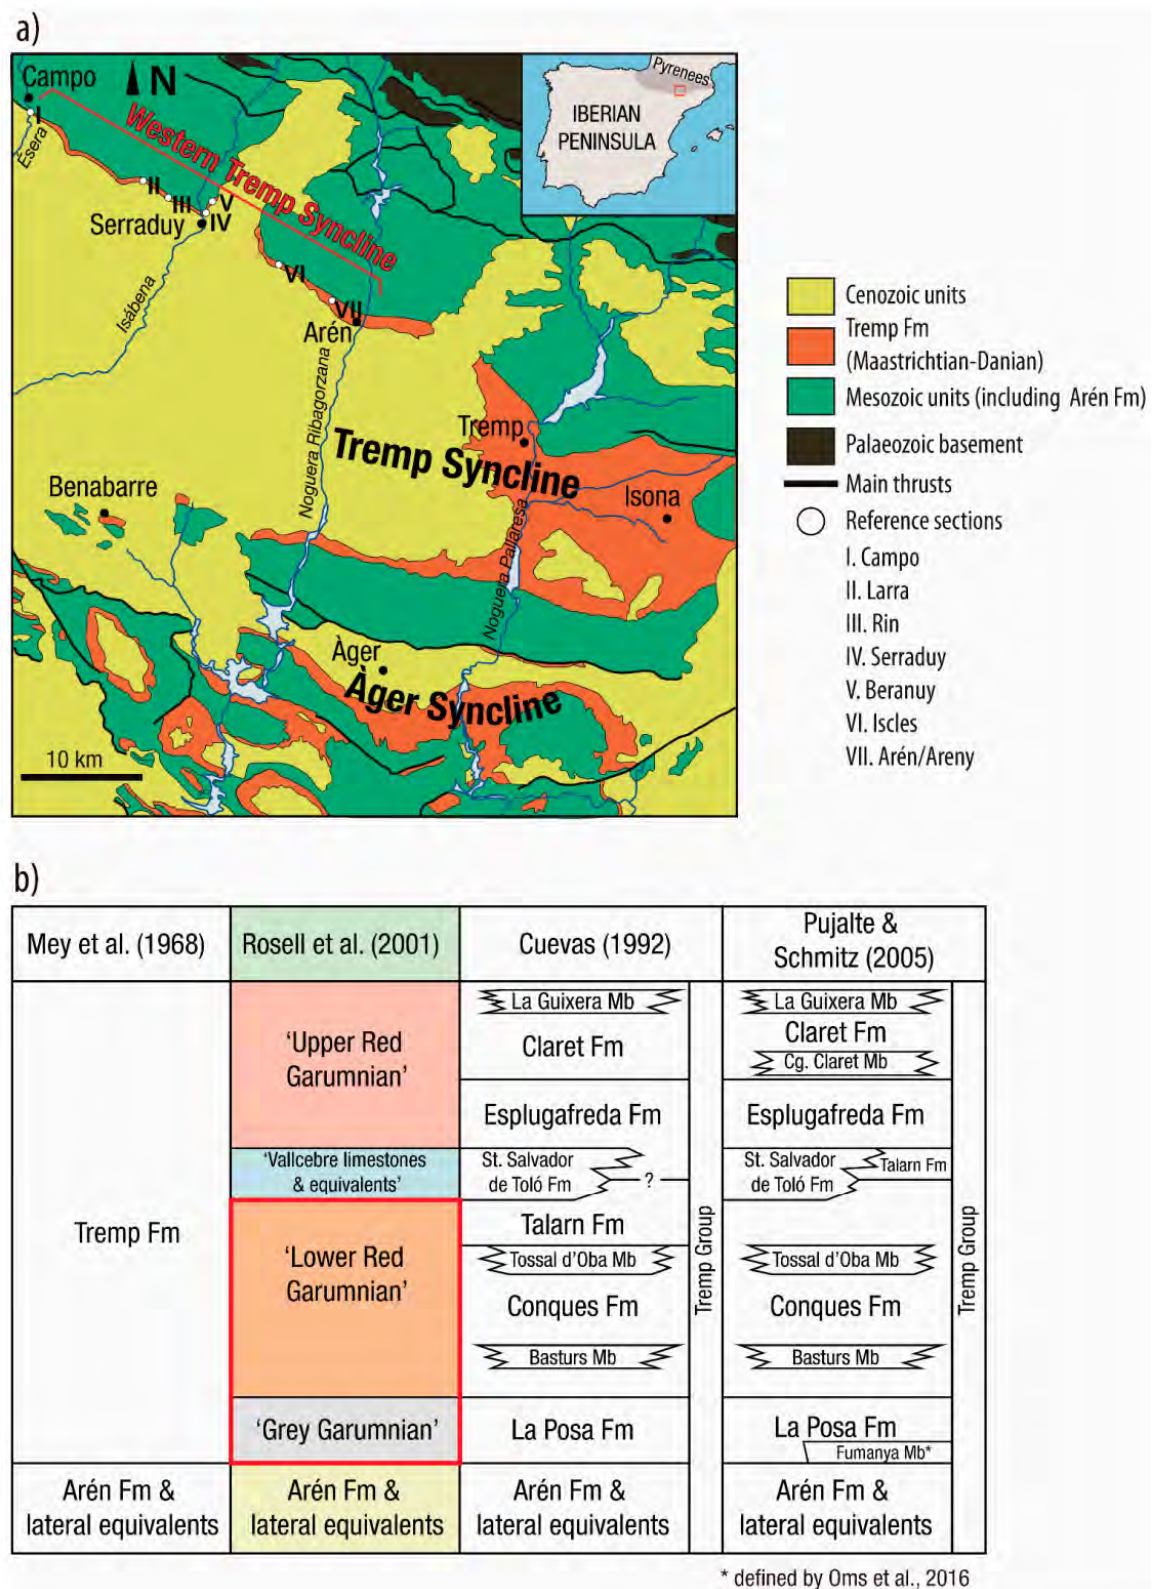 a)
Campo
N
Pyrenees
IBERIAN
PENINSULA
I
Ésera
Western Tremp Syncline
II
III
V
IV
Serraduy
Isábena
VI
VII
Arén
Noguera Ribagorzana
Tremp
Tremp Syncline
Isona
Benabarre
Noguera Pallaresa
Àger
Àger Syncline
10 km
Cenozoic units
Tremp Fm
(Maastrichtian-Danian)
Mesozoic units (including Arén Fm)
Palaeozoic basement
Main thrusts
Reference sections
I. Campo
II. Larra
III. Rin
IV. Serraduy
V. Beranuy
VI. Iscles
VII. Arén/Areny
b)
Mey et al. (1968)
Rosell et al. (2001)
Cuevas (1992)
Pujalte &
Schmitz (2005)
Tremp Fm
Arén Fm &
lateral equivalents
'Upper Red
Garumnian'
'Vallcebre limestones
& equivalents'
'Lower Red
Garumnian'
'Grey Garumnian'
Arén Fm &
lateral equivalents
La Guixera Mb
Claret Fm
Esplugafreda Fm
St. Salvador
de Toló Fm
?
Talarn Fm
Tossal d'Oba Mb
Conques Fm
Basturs Mb
La Posa Fm
Arén Fm &
lateral equivalents
Tremp Group
La Guixera Mb
Claret Fm
Cg. Claret Mb
Esplugafreda Fm
St. Salvador
de Toló Fm
Talarn Fm
Tossal d'Oba Mb
Conques Fm
Basturs Mb
La Posa Fm
Fumanya Mb*
Arén Fm &
lateral equivalents
Tremp Group
* defined by Oms et al., 2016